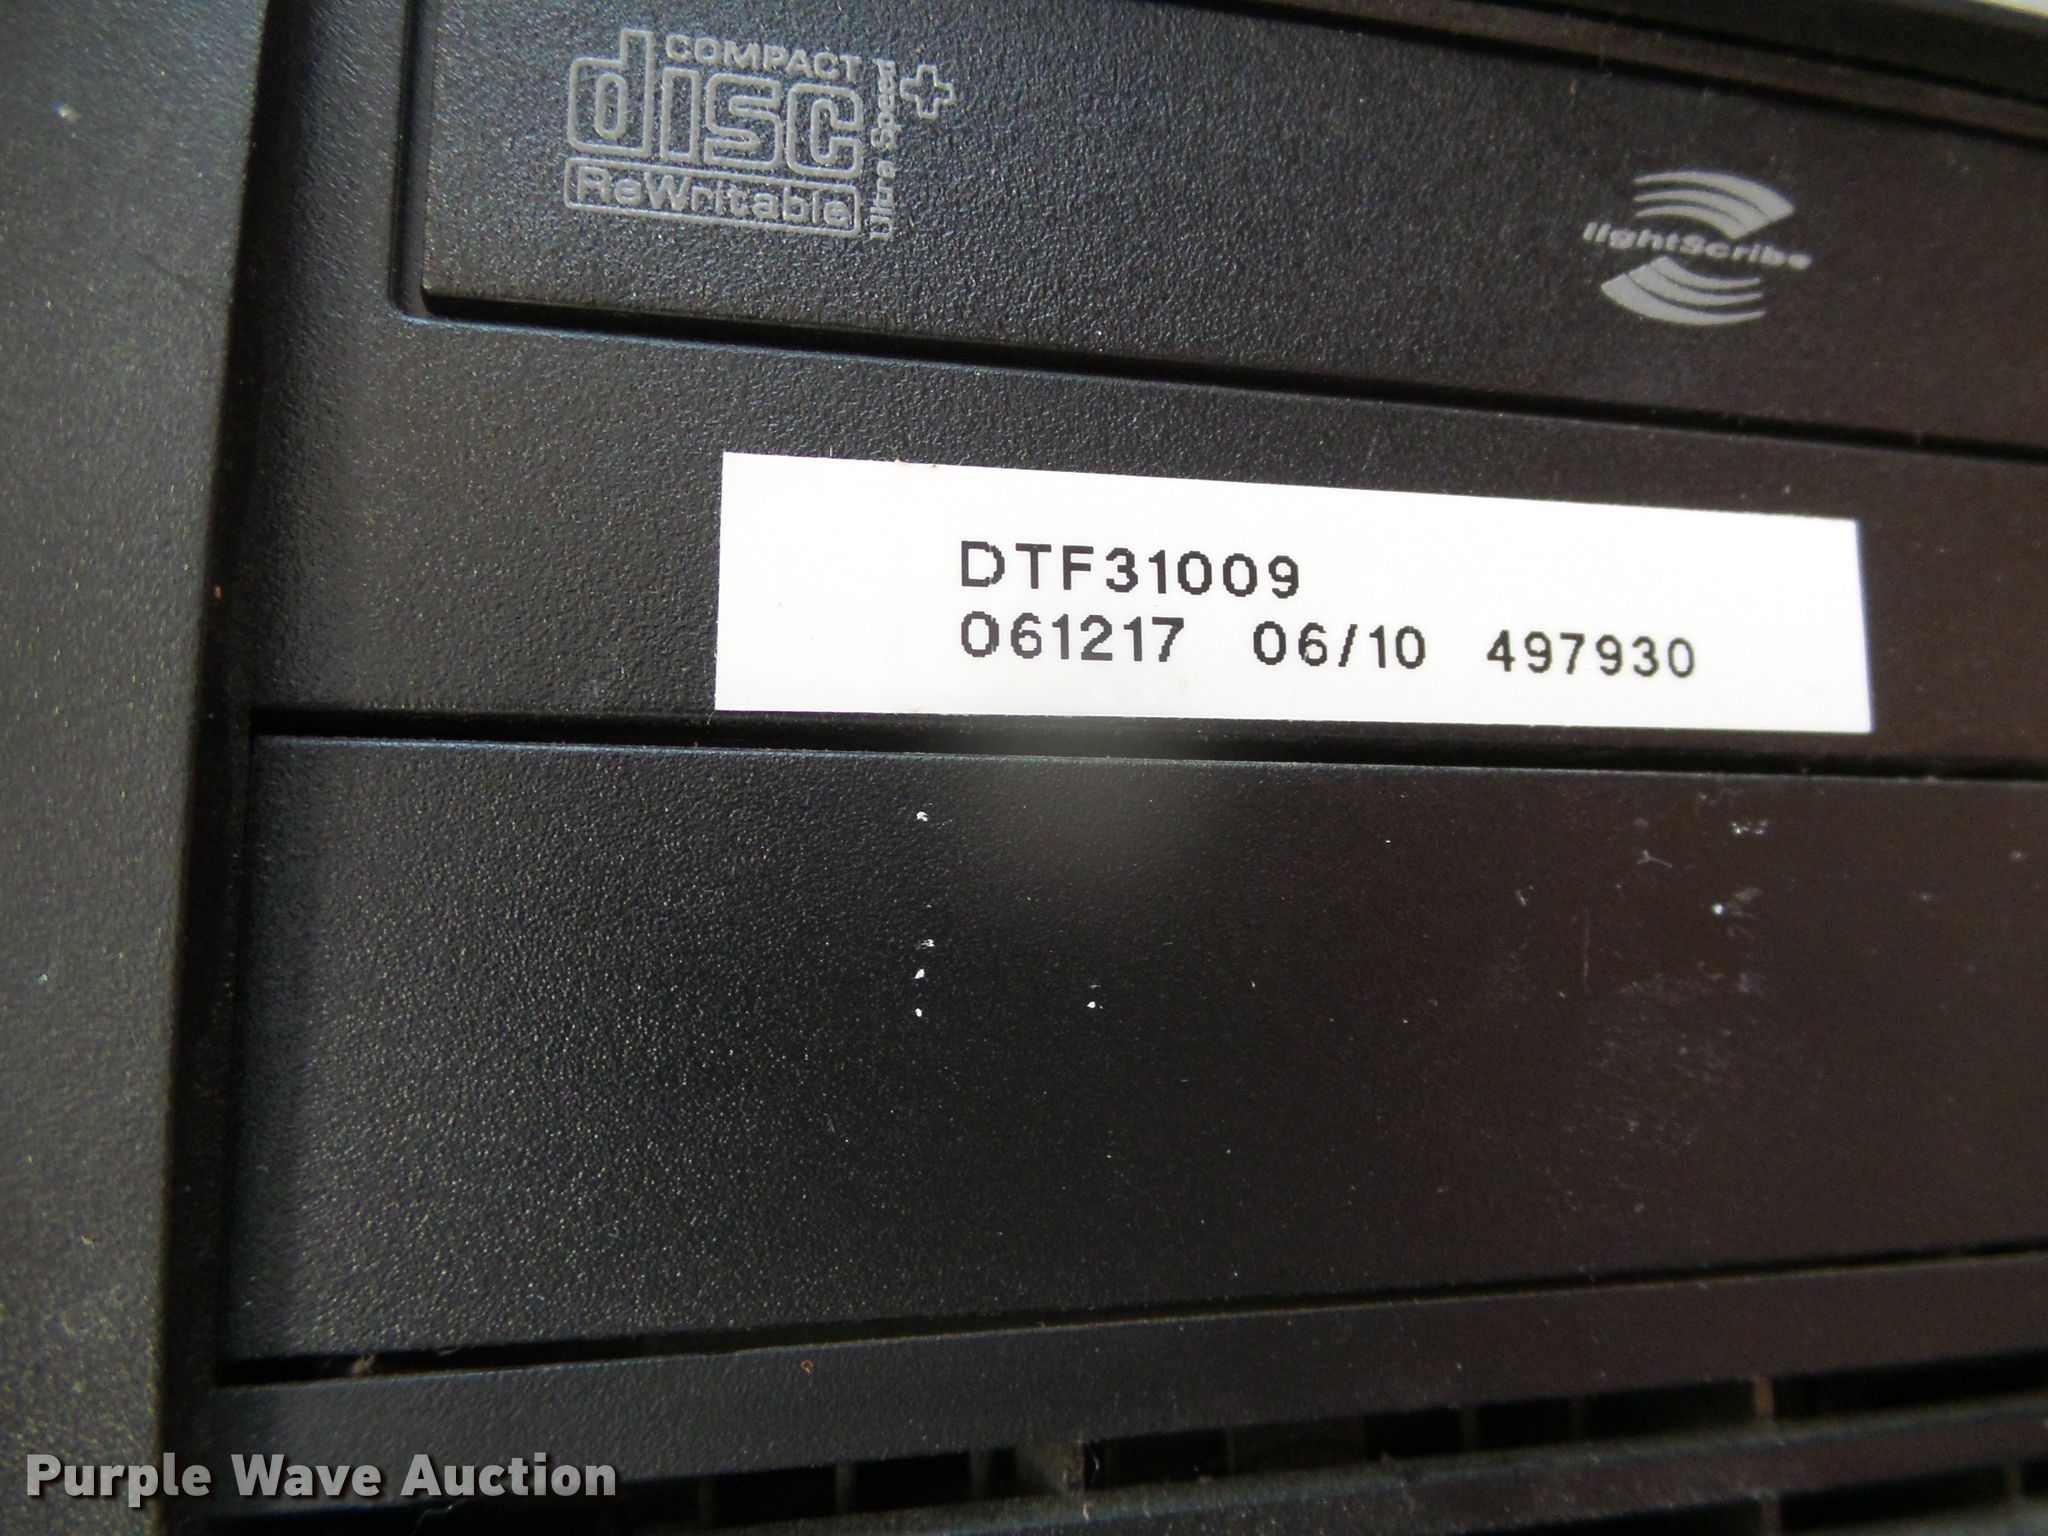 COMPACT
disc
ReWritable
Ultra Speed +
lightScribe
DTF31009
061217 06/10 497930
Purple Wave Auction